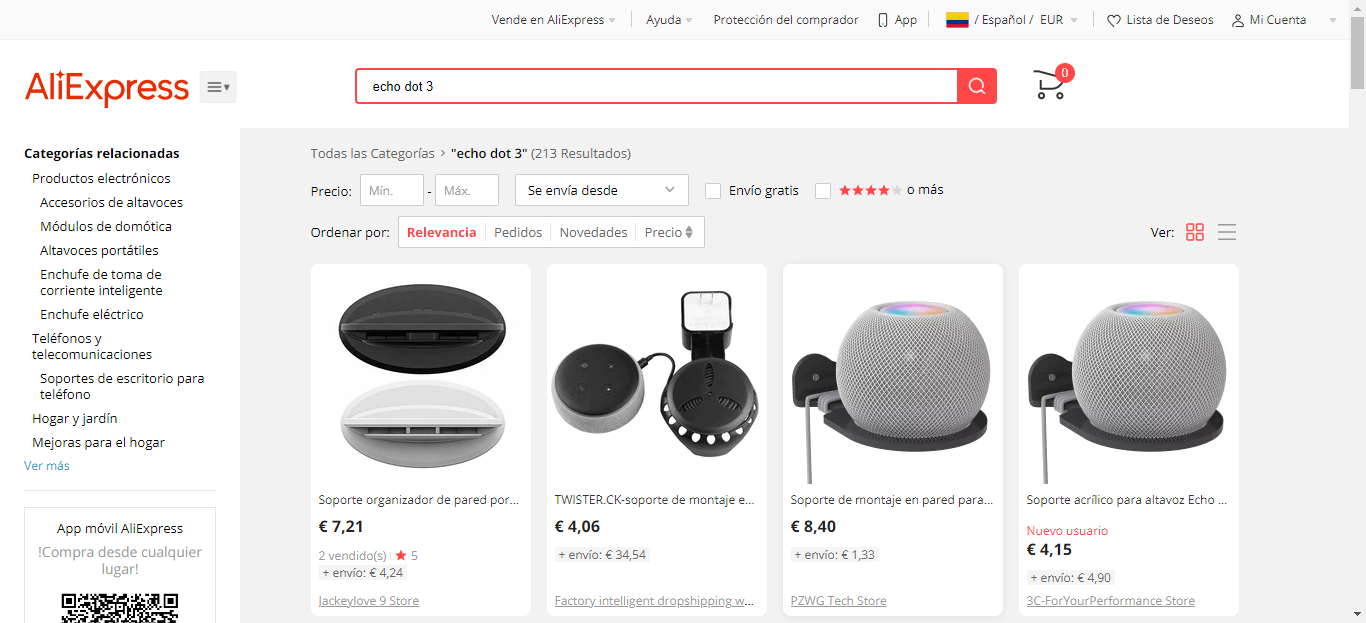 Vende en AliExpress
Ayuda
Protección del comprador
App
/ Español / EUR
Lista de Deseos
Mi Cuenta
AliExpress
echo dot 3
0
Categorías relacionadas
Productos electrónicos
Accesorios de altavoces
Módulos de domótica
Altavoces portátiles
Enchufe de toma de
corriente inteligente
Enchufe eléctrico
Teléfonos y
telecomunicaciones
Soportes de escritorio para
teléfono
Hogar y jardín
Mejoras para el hogar
Ver más
App móvil AliExpress
!Compra desde cualquier
lugar!
Todas las Categorías > "echo dot 3" (213 Resultados)
Precio: Mín. - Máx. Se envía desde Envío gratis o más
Ordenar por: Relevancia Pedidos Novedades Precio Ver:
Soporte organizador de pared por...
€ 7,21
2 vendido(s) 5
+ envío: € 4,24
Jackeylove 9 Store
TWISTER.CK-soporte de montaje e...
€ 4,06
+ envío: € 34,54
Factory intelligent dropshipping w...
Soporte de montaje en pared para...
€ 8,40
+ envío: € 1,33
PZWG Tech Store
Soporte acrílico para altavoz Echo ...
Nuevo usuario
€ 4,15
+ envío: € 4,90
3C-ForYourPerformance Store